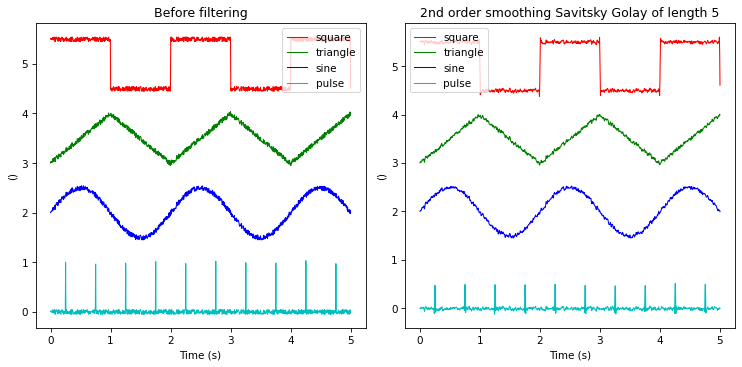 Before filtering
square
triangle
sine
pulse
5
4
3
2
1
0
()
0 1 2 3 4 5
Time (s)
2nd order smoothing Savitsky Golay of length 5
square
triangle
sine
pulse
5
4
3
2
1
0
()
0 1 2 3 4 5
Time (s)